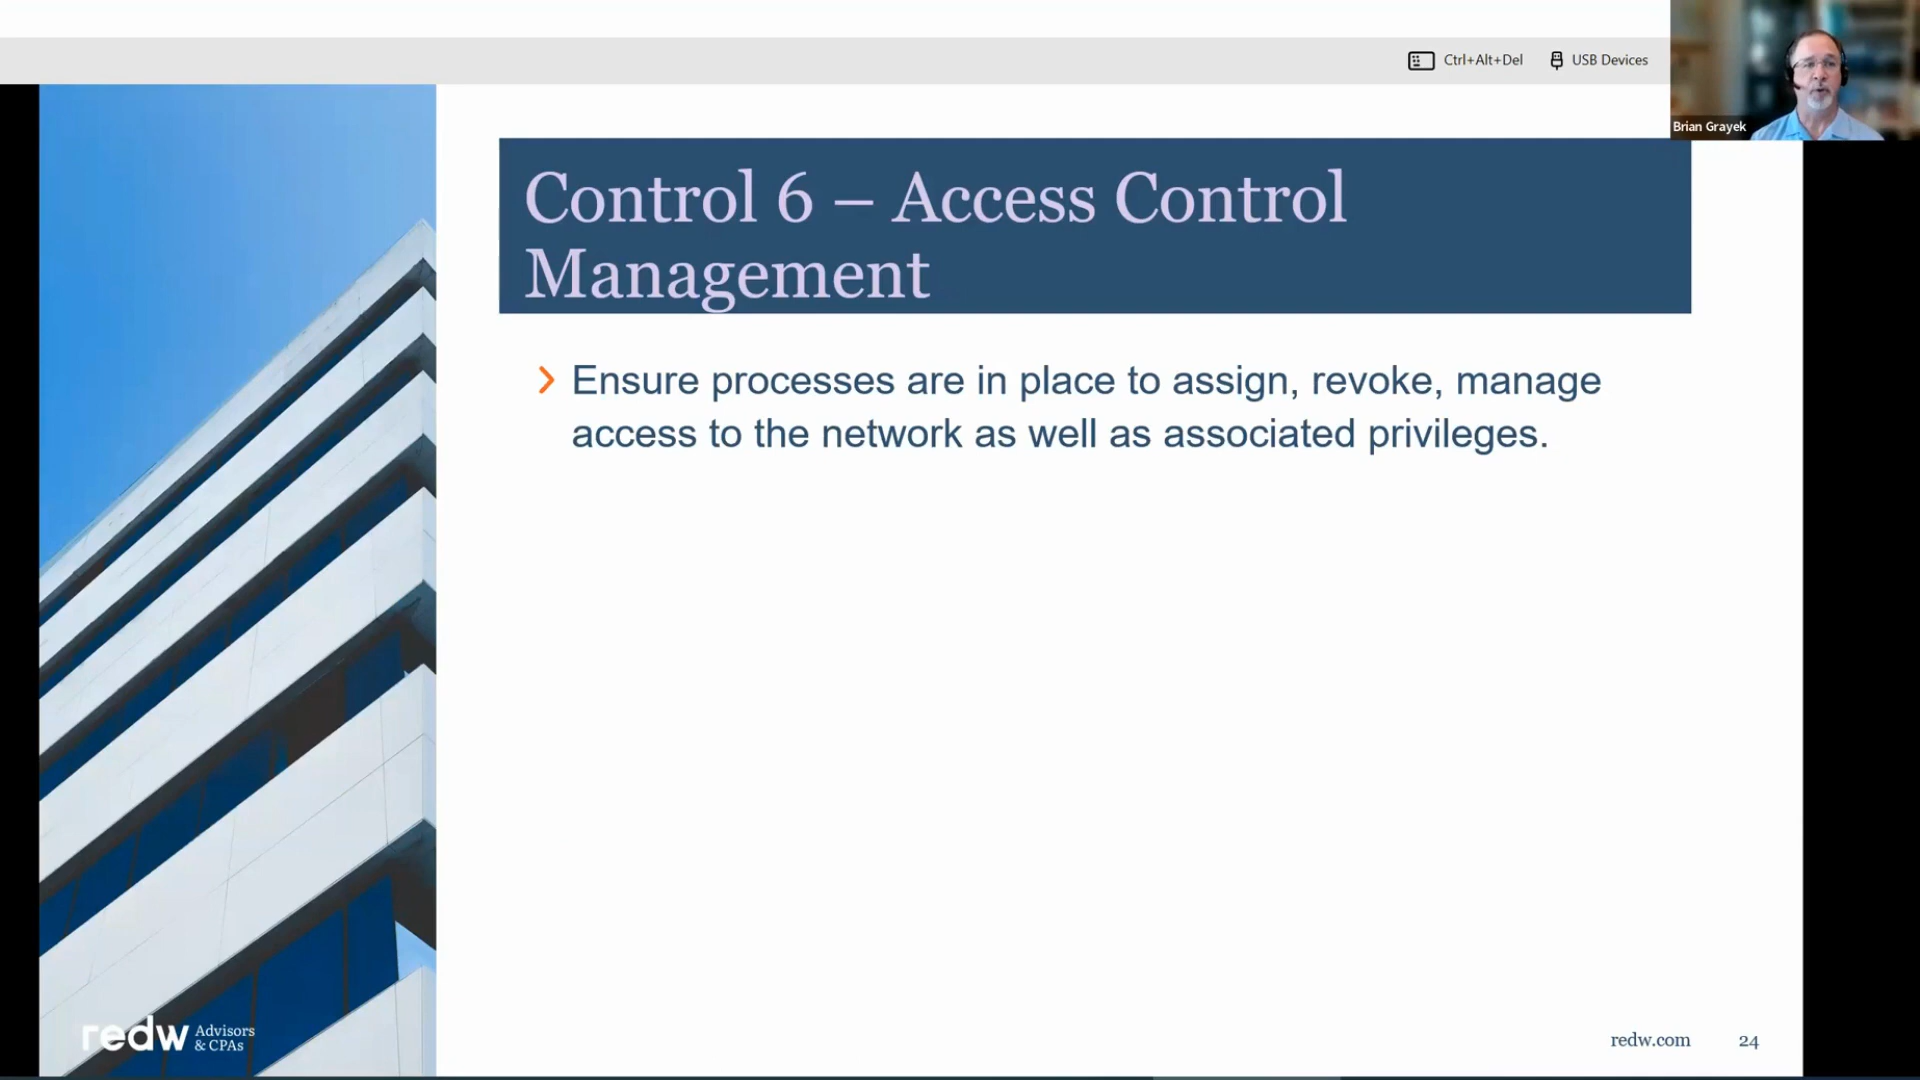 Ctrl+Alt+Del USB Devices
Brian Grayek
Control 6 – Access Control
Management
Ensure processes are in place to assign, revoke, manage
access to the network as well as associated privileges.
redw Advisors
& CPAs
redw.com 24